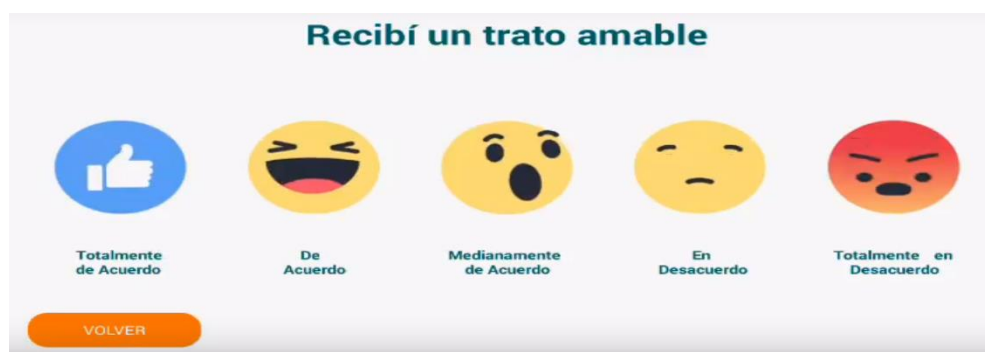 Recibí un trato amable
Totalmente
de Acuerdo
De
Acuerdo
Medianamente
de Acuerdo
En
Desacuerdo
Totalmente en
Desacuerdo
VOLVER